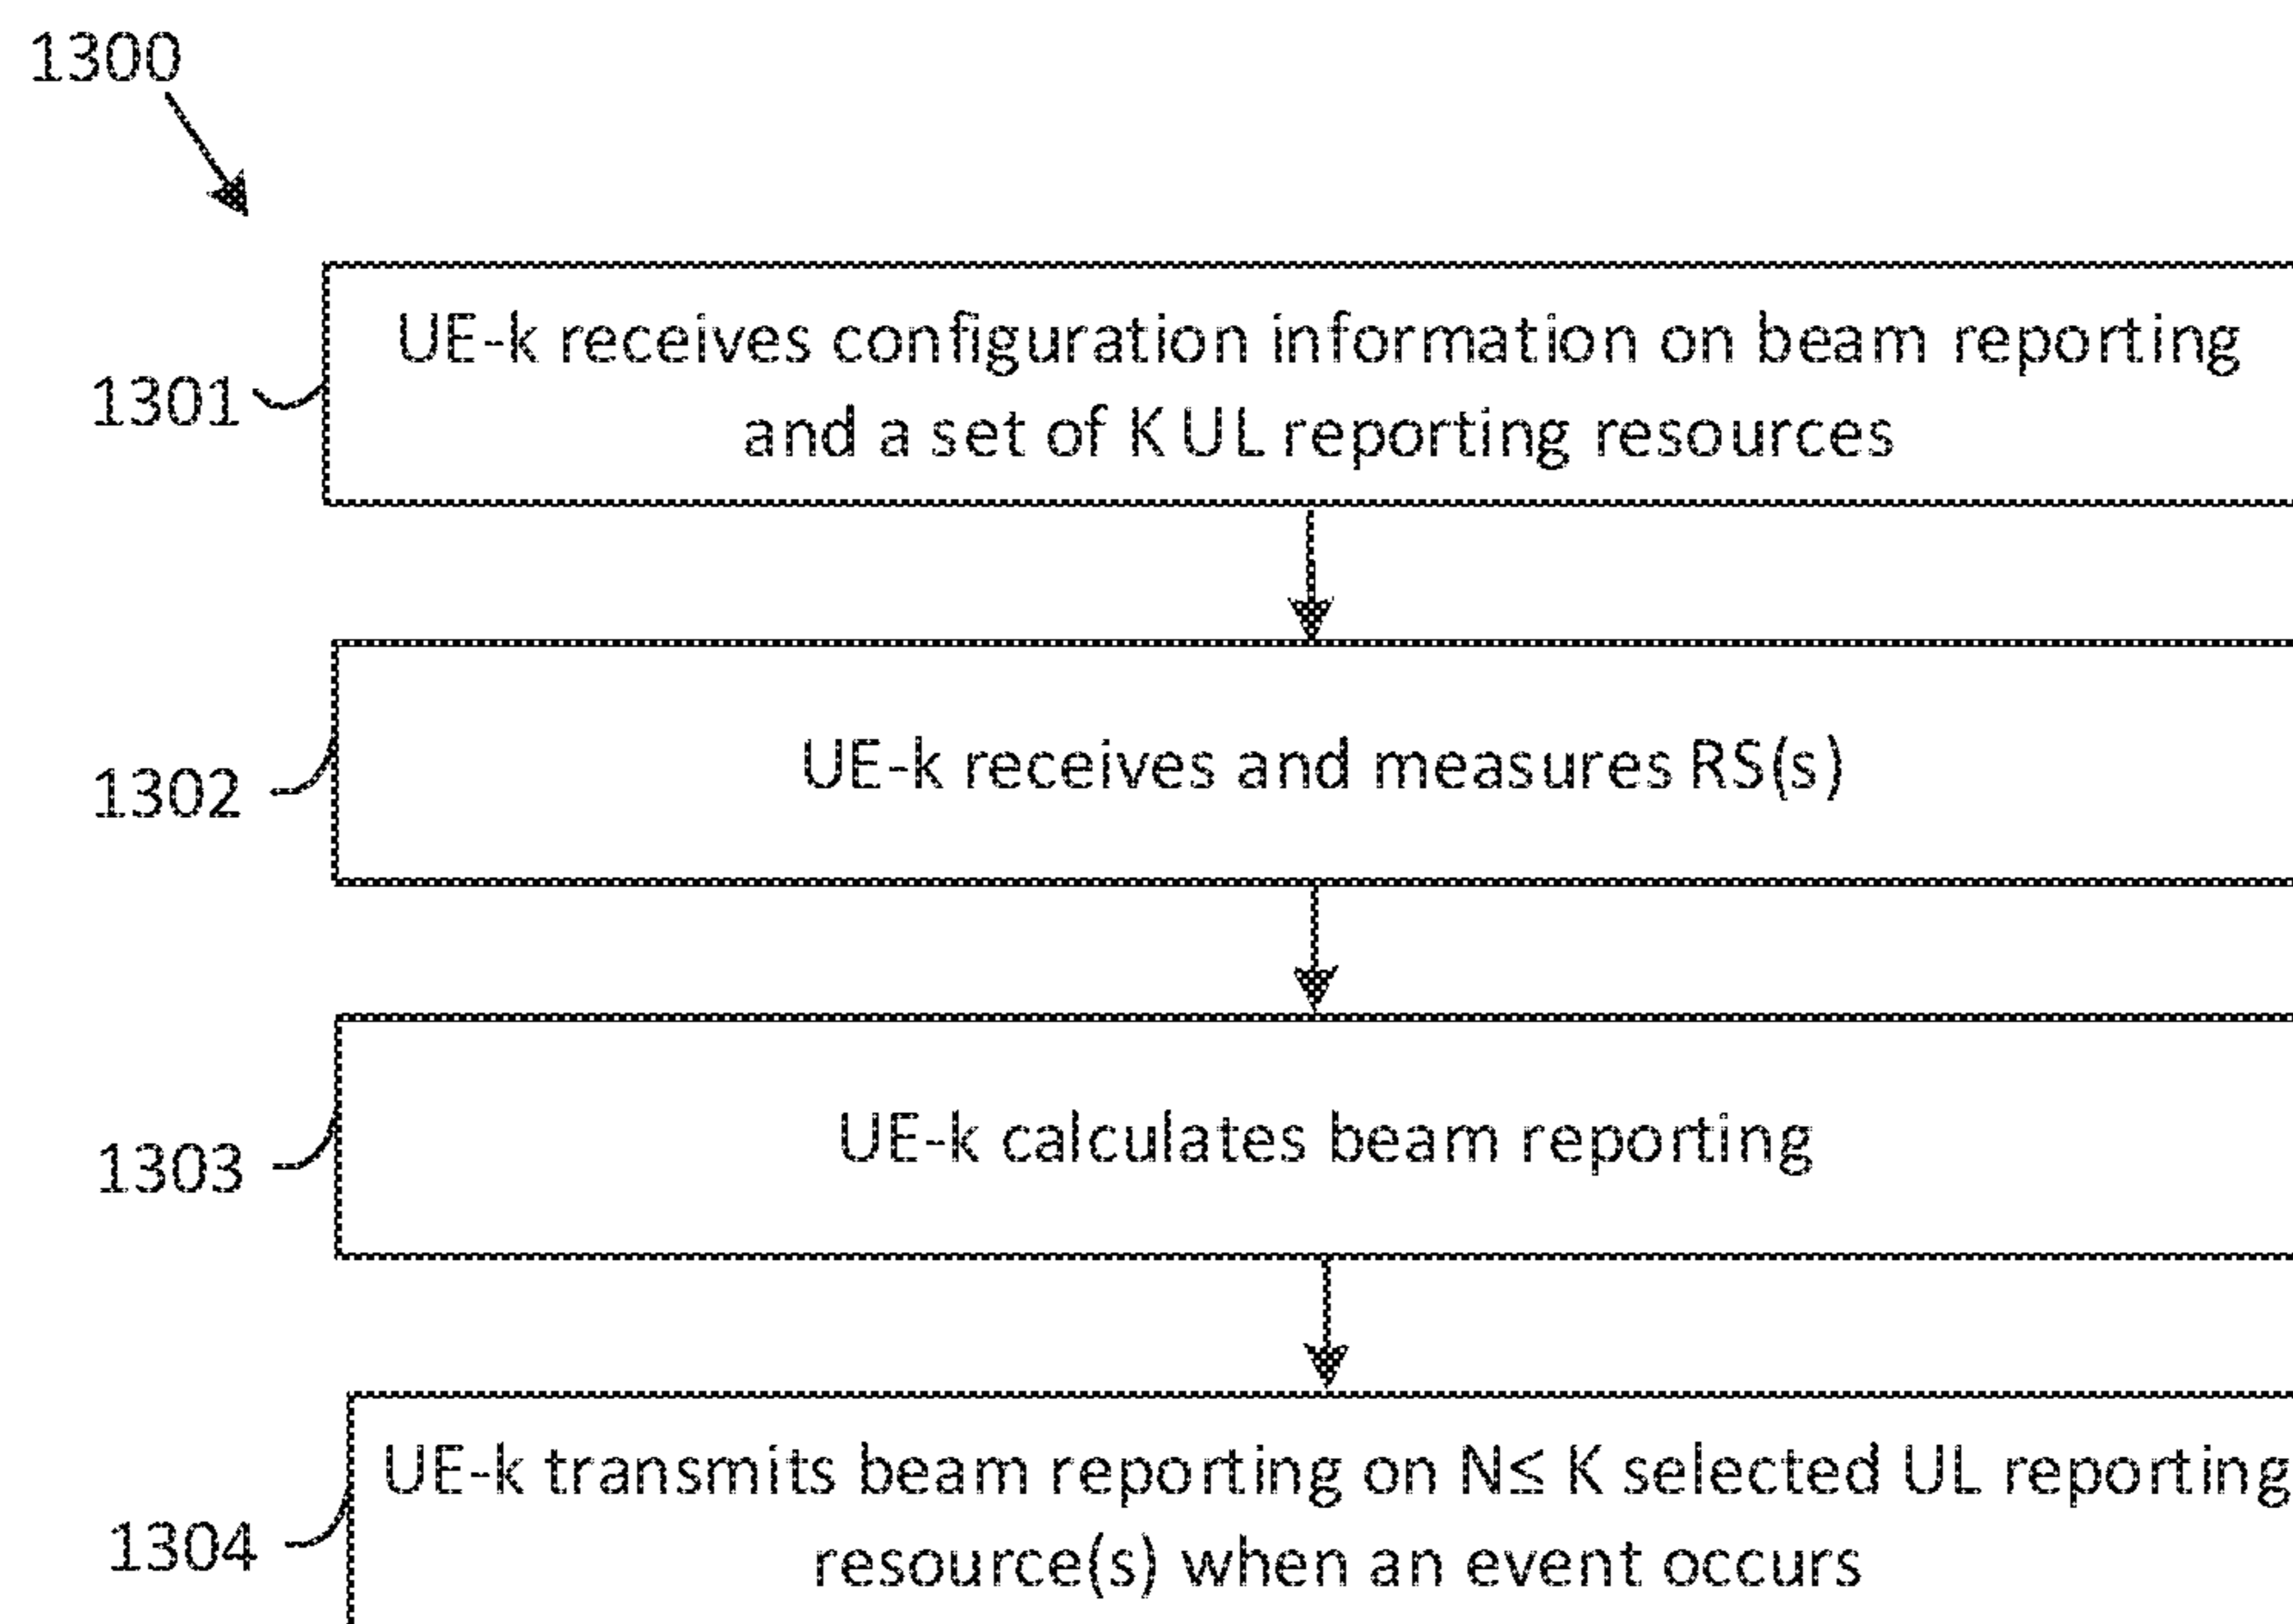 1300
UE-k receives configuration information on beam reporting
and a set of K UL reporting resources
1301
UE-k receives and measures RS(s)
1302
UE-k calculates beam reporting
1303
UE-k transmits beam reporting on N≤ K selected UL reporting
resource(s) when an event occurs
1304